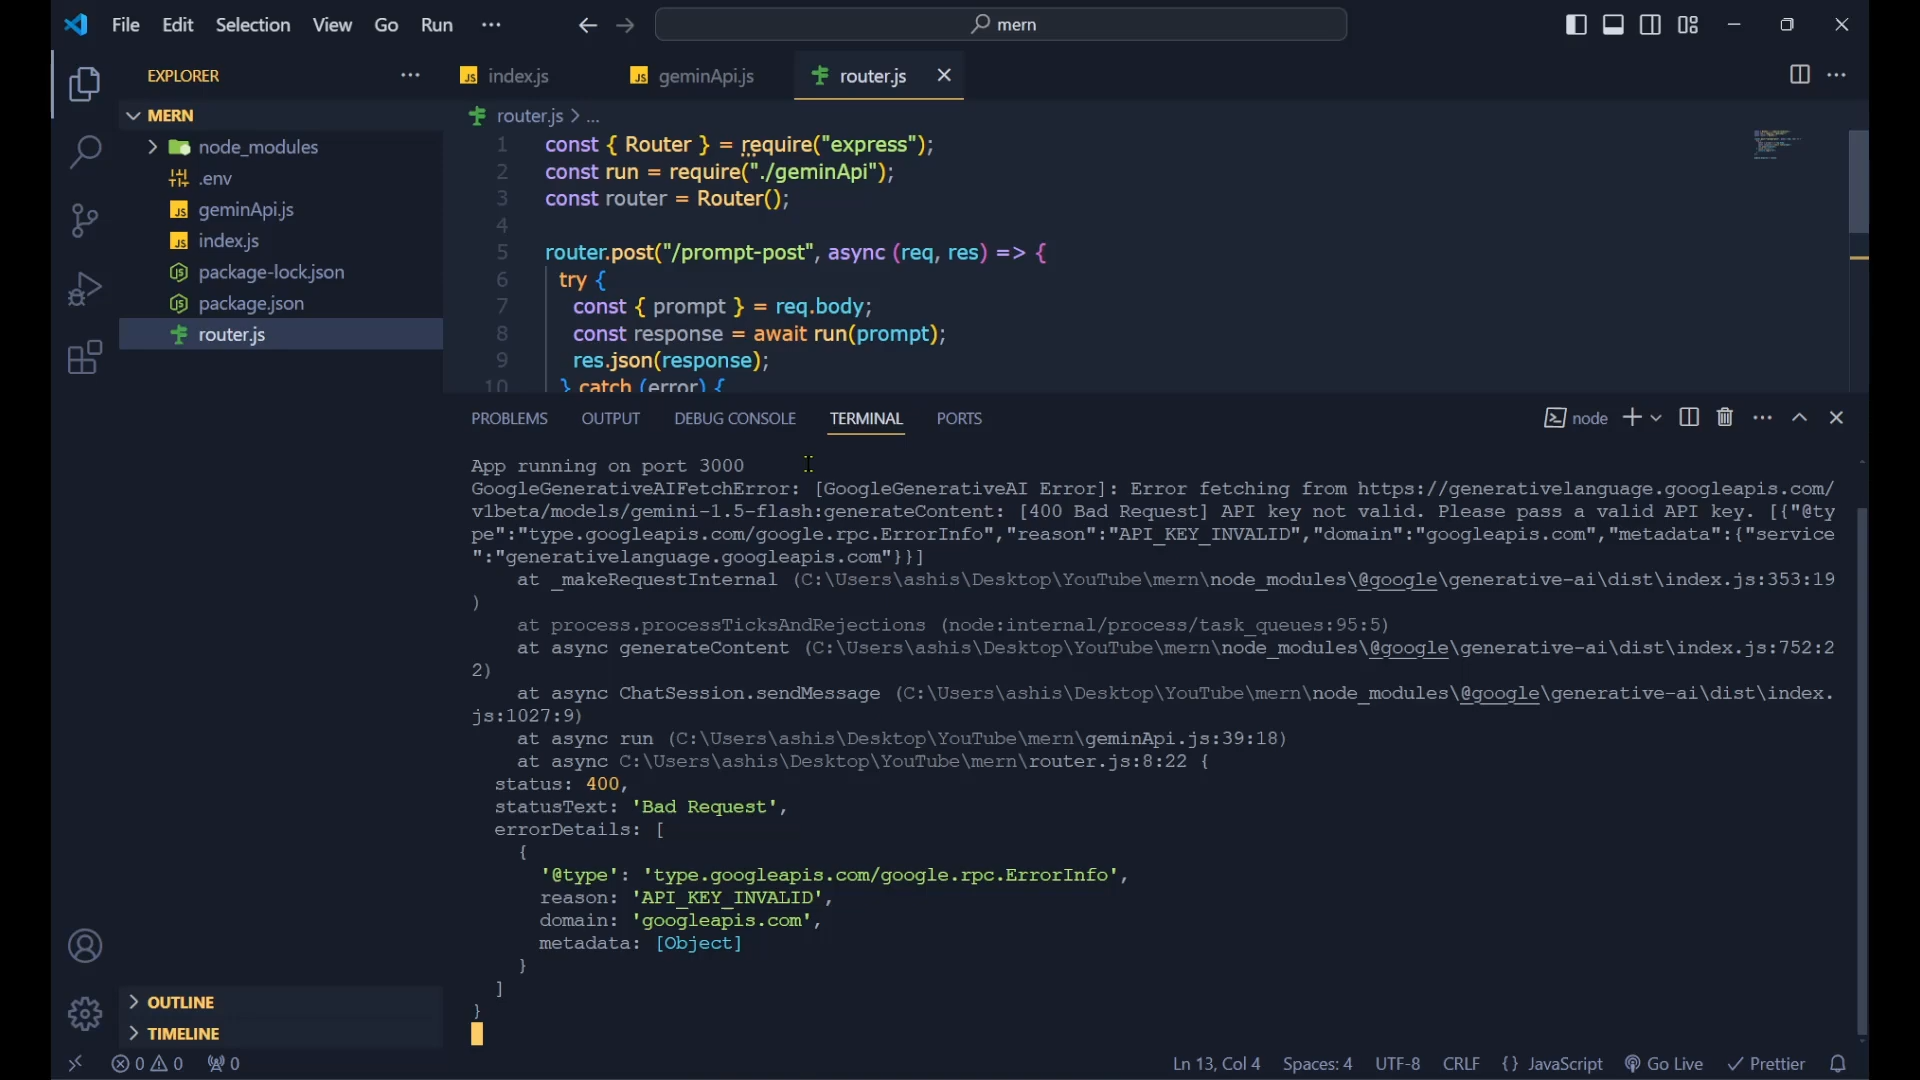 File Edit Selection View Go Run ··· mern
EXPLORER ···
index.js geminApi.js router.js
MERN
node_modules
.env
geminApi.js
index.js
package-lock.json
package.json
router.js
OUTLINE
TIMELINE
router.js > ...
1 const { Router } = require("express");
2 const run = require("./geminApi");
3 const router = Router();
4
5 router.post("/prompt-post", async (req, res) => {
6 try {
7 const { prompt } = req.body;
8 const response = await run(prompt);
9 res.json(response);
10 } catch (error) {
PROBLEMS OUTPUT DEBUG CONSOLE TERMINAL PORTS node
App running on port 3000
GoogleGenerativeAIFetchError: [GoogleGenerativeAI Error]: Error fetching from https://generativelanguage.googleapis.com/
v1beta/models/gemini-1.5-flash:generateContent: [400 Bad Request] API key not valid. Please pass a valid API key. [{"@ty
pe":"type.googleapis.com/google.rpc.ErrorInfo","reason":"API_KEY_INVALID","domain":"googleapis.com","metadata":{"service
":"generativelanguage.googleapis.com"}}]
at _makeRequestInternal (C:\Users\ashis\Desktop\YouTube\mern\node_modules\@google\generative-ai\dist\index.js:353:19
)
at process.processTicksAndRejections (node:internal/process/task_queues:95:5)
at async generateContent (C:\Users\ashis\Desktop\YouTube\mern\node_modules\@google\generative-ai\dist\index.js:752:2
2)
at async ChatSession.sendMessage (C:\Users\ashis\Desktop\YouTube\mern\node_modules\@google\generative-ai\dist\index.
js:1027:9)
at async run (C:\Users\ashis\Desktop\YouTube\mern\geminApi.js:39:18)
at async C:\Users\ashis\Desktop\YouTube\mern\router.js:8:22 {
status: 400,
statusText: 'Bad Request',
errorDetails: [
{
'@type': 'type.googleapis.com/google.rpc.ErrorInfo',
reason: 'API_KEY_INVALID',
domain: 'googleapis.com',
metadata: [Object]
}
]
}
0 0 0 Ln 13, Col 4 Spaces: 4 UTF-8 CRLF {} JavaScript Go Live Prettier